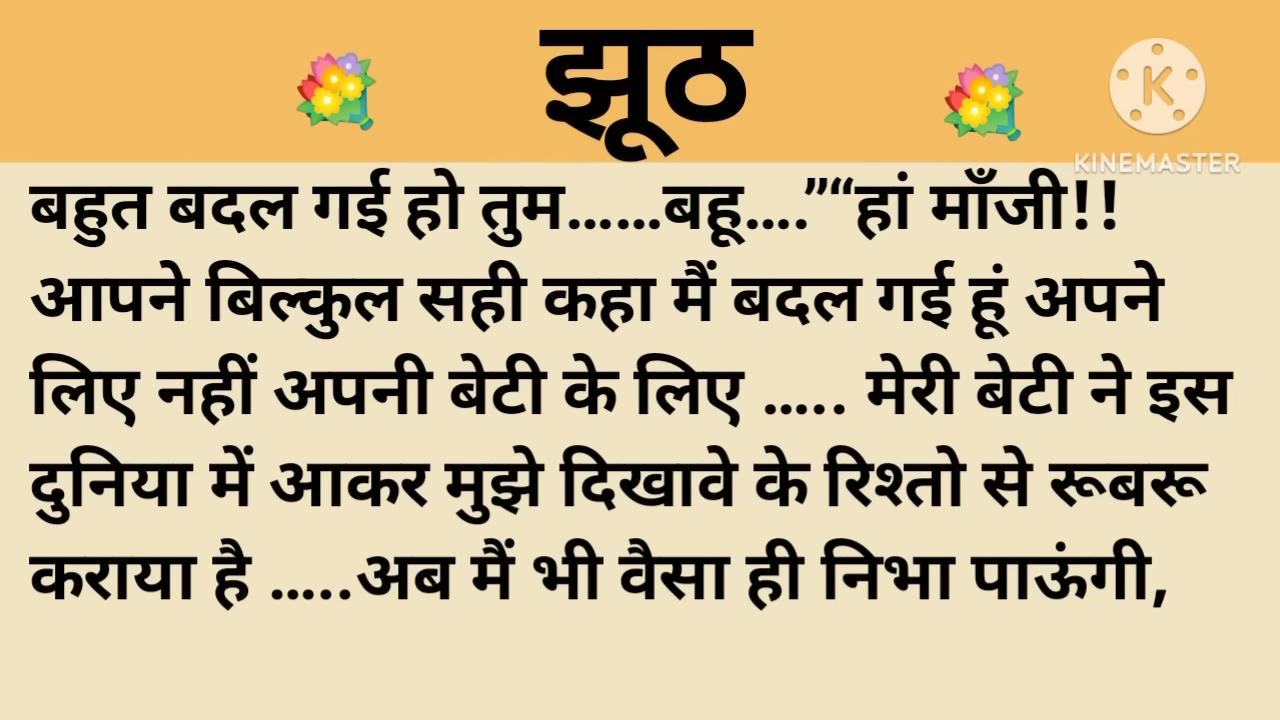 झूठ
KINEMASTER
बहुत बदल गई हो तुम……बहू….”“हां माँजी!!
आपने बिल्कुल सही कहा मैं बदल गई हूं अपने
लिए नहीं अपनी बेटी के लिए ….. मेरी बेटी ने इस
दुनिया में आकर मुझे दिखावे के रिश्तो से रूबरू
कराया है …..अब मैं भी वैसा ही निभा पाऊंगी,